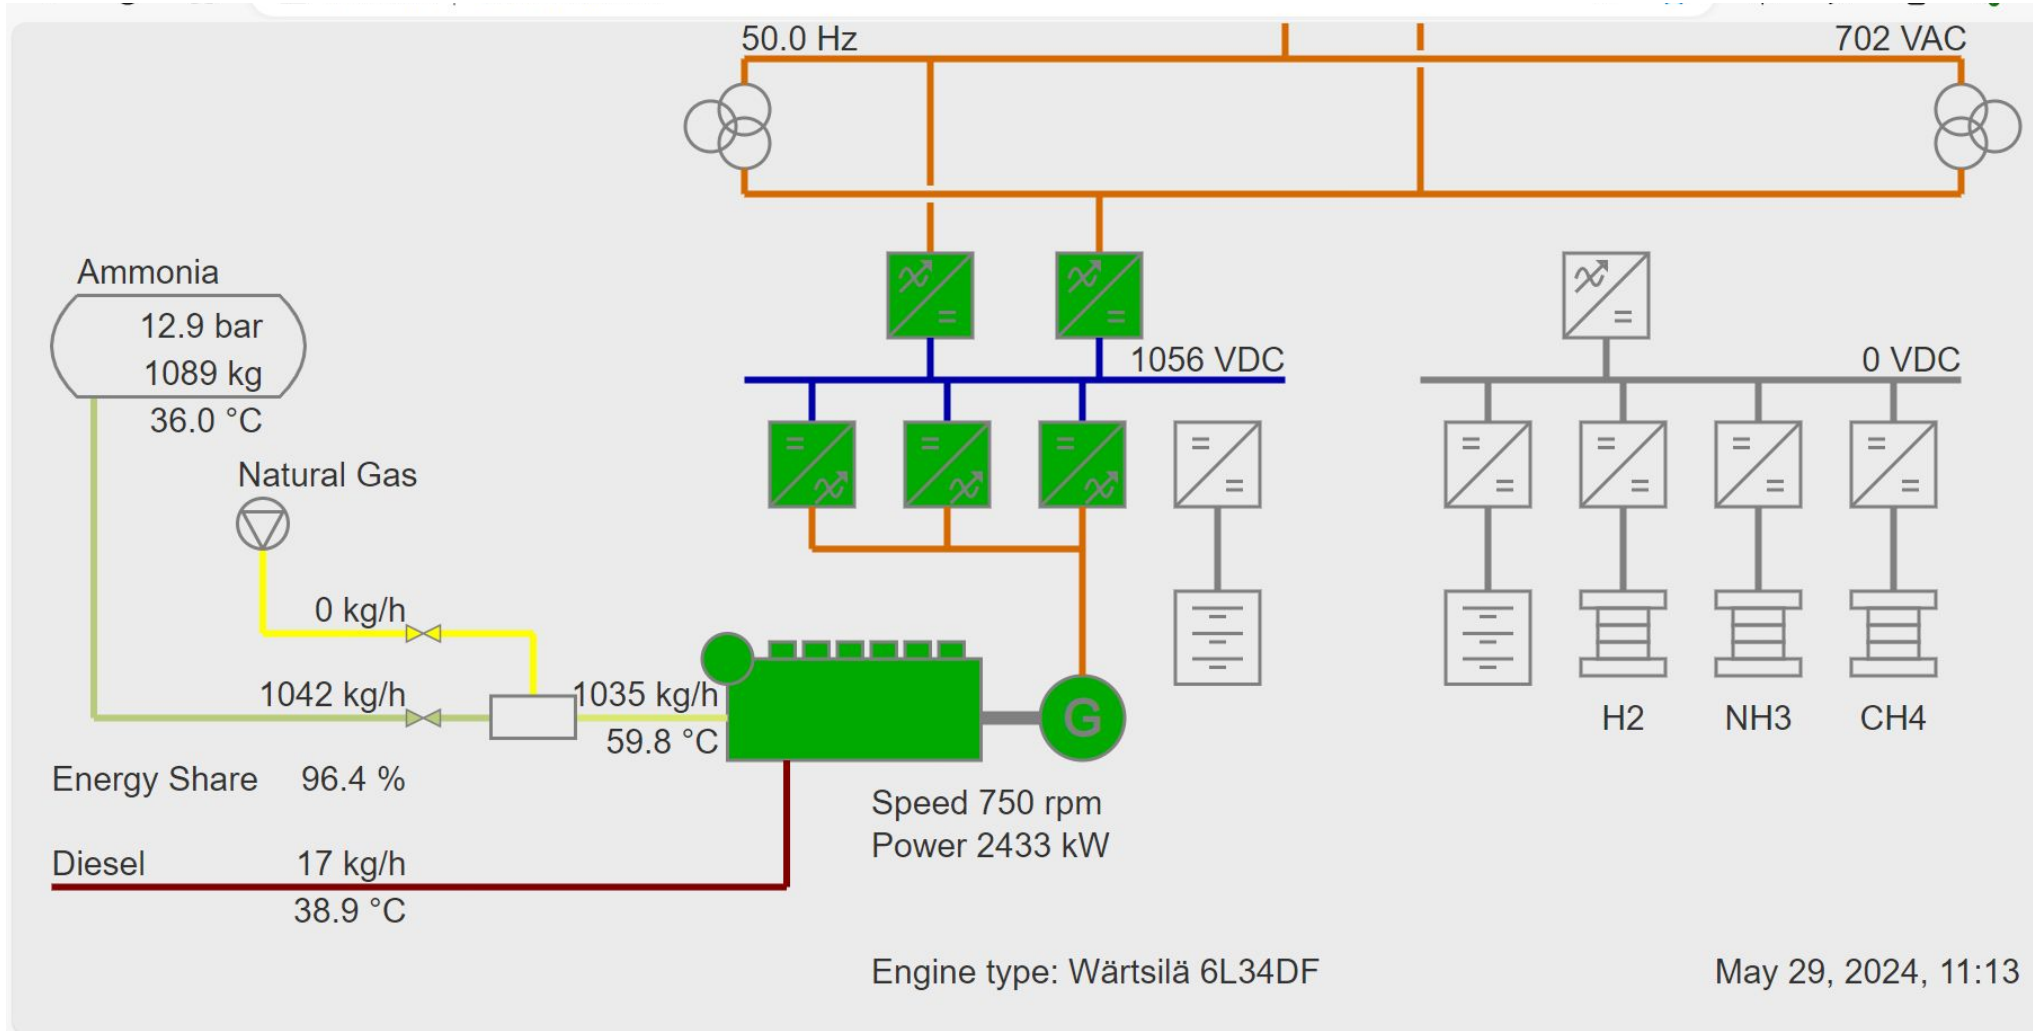 50.0 Hz
702 VAC
Ammonia
12.9 bar
1089 kg
36.0 °C
1056 VDC
0 VDC
Natural Gas
0 kg/h
1042 kg/h
1035 kg/h
59.8 °C
G
H2
NH3
CH4
Energy Share 96.4 %
Speed 750 rpm
Power 2433 kW
Diesel 17 kg/h
38.9 °C
Engine type: Wärtsilä 6L34DF
May 29, 2024, 11:13